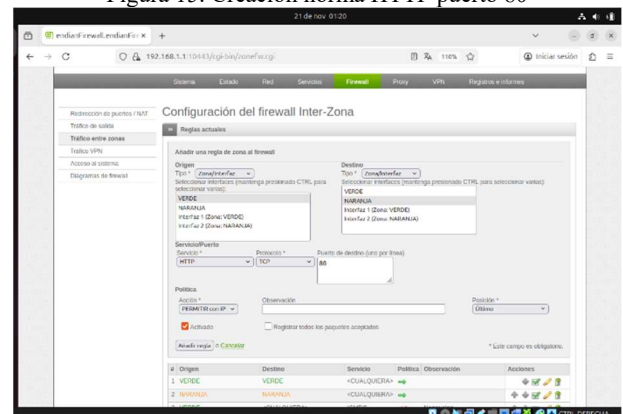 Figura 15. Creación norma HTTP puerto 80
21 de nov 01:20
endianFirewall.endianFir ×
+
192.168.1.1:10443/cgi-bin/zonefw.cgi
110%
Iniciar sesión
Sistema Estado Red Servicios Firewall Proxy VPN Registros e informes
Redirección de puertos / NAT
Tráfico de salida
Tráfico entre zonas
Tráfico VPN
Acceso al sistema
Diagramas de firewall
Configuración del firewall Inter-Zona
Reglas actuales
Añadir una regla de zona al firewall
Origen Destino
Tipo * Zona/Interfaz Tipo * Zona/Interfaz
Seleccionar interfaces (mantenga presionado CTRL para Seleccionar interfaces (mantenga presionado CTRL para seleccionar varias)
seleccionar varias)
VERDE VERDE
NARANJA NARANJA
Interfaz 1 (Zona: VERDE) Interfaz 1 (Zona: VERDE)
Interfaz 2 (Zona: NARANJA) Interfaz 2 (Zona: NARANJA)
Servicio/Puerto
Servicio * Protocolo * Puerto de destino (uno por línea)
HTTP TCP 80
Política
Acción * Observación Posición *
PERMITIR con IP Último
Activado Registrar todos los paquetes aceptados
Añadir regla o Cancelar * Este campo es obligatorio.
# Origen Destino Servicio Política Observación Acciones
1 VERDE VERDE <CUALQUIERA>
2 NARANJA NARANJA <CUALQUIERA>
CTRL DERECHA